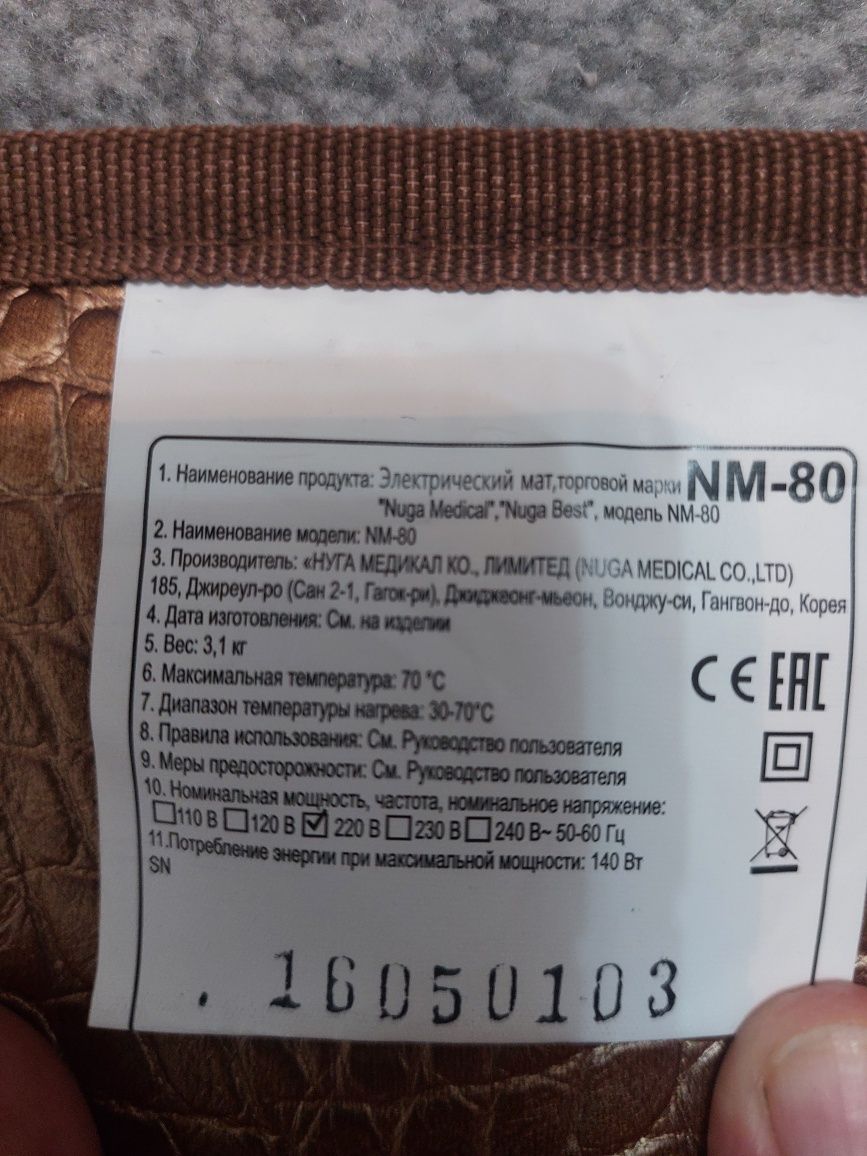 1. Наименование продукта: Электрический мат,торговой марки NM-80
"Nuga Medical","Nuga Best", модель NM-80
2. Наименование модели: NM-80
3. Производитель: «НУГА МЕДИКАЛ КО., ЛИМИТЕД (NUGA MEDICAL CO.,LTD)
185, Джиреул-ро (Сан 2-1, Гагок-ри), Джиджеонг-мьеон, Вонджу-си, Гангвон-до, Корея
4. Дата изготовления: См. на изделии
5. Вес: 3,1 кг
6. Максимальная температура: 70 °C
7. Диапазон температуры нагрева: 30-70°C
8. Правила использования: См. Руководство пользователя
9. Меры предосторожности: См. Руководство пользователя
10. Номинальная мощность, частота, номинальное напряжение:
☐110 В ☐120 В ☑ 220 В ☐230 В ☐240 В~ 50-60 Гц
11.Потребление энергии при максимальной мощности: 140 Вт
SN
CE EAC
. 16050103